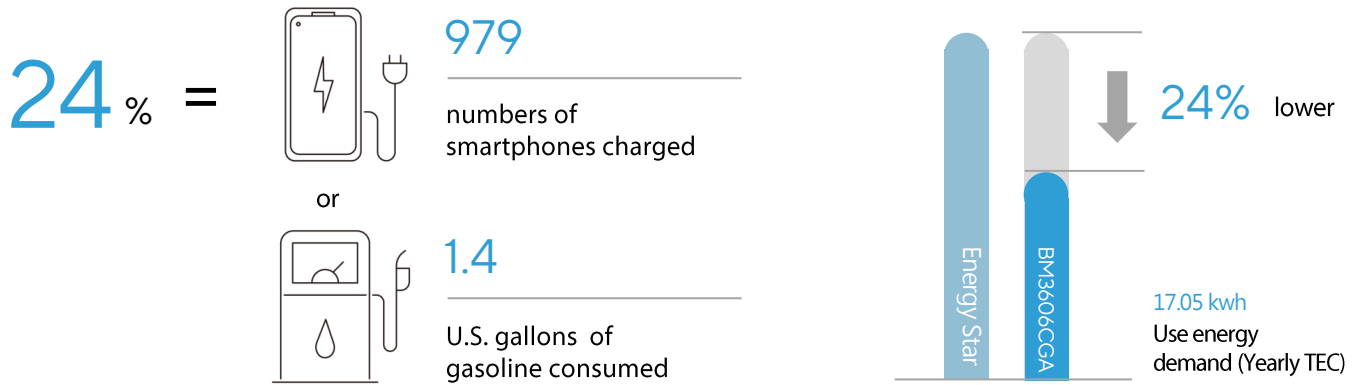 24 %
=
979
numbers of
smartphones charged
or
1.4
U.S. gallons of
gasoline consumed
Energy Star
BM3606CGA
24% lower
17.05 kwh
Use energy
demand (Yearly TEC)